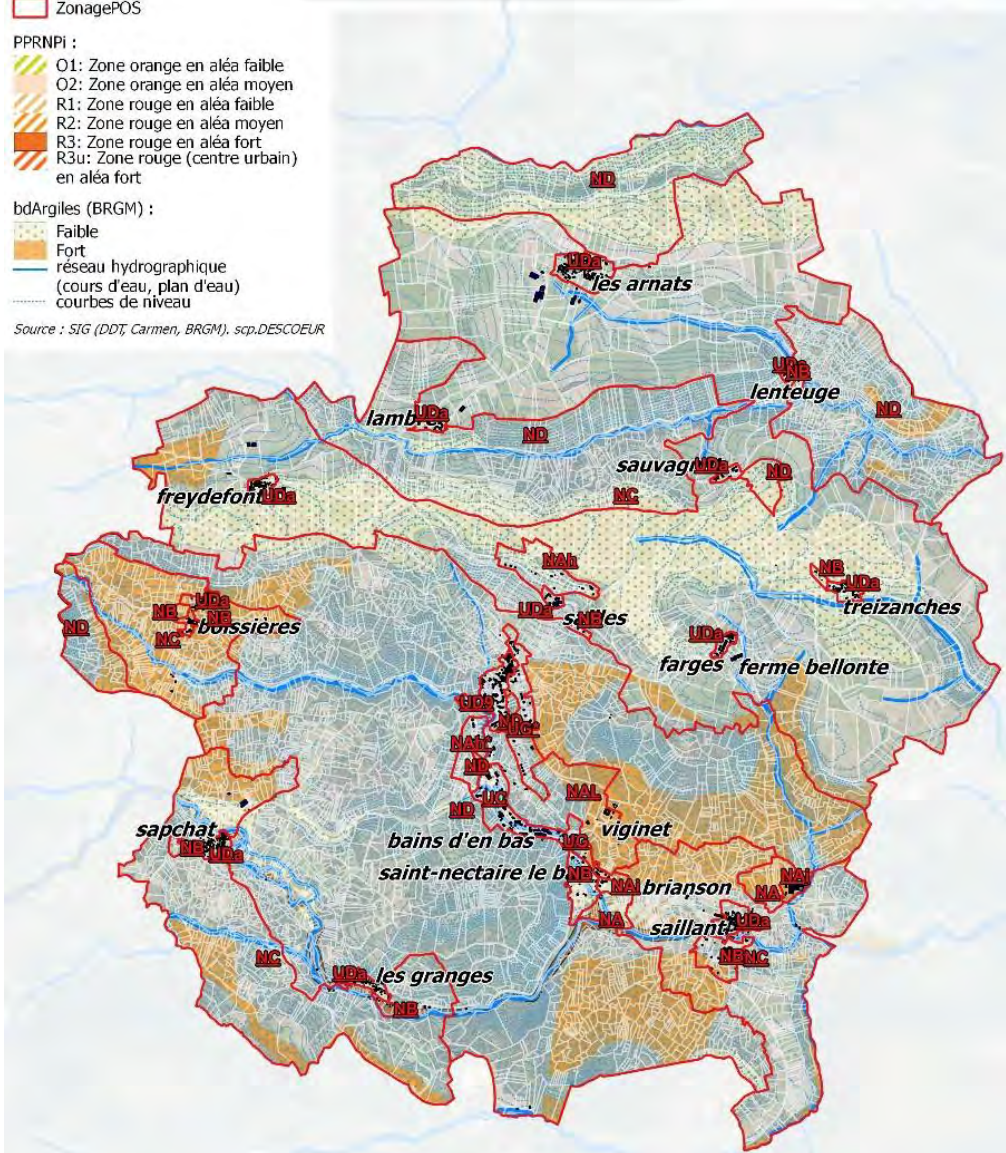 ZonagePOS
PPRNPi :
O1: Zone orange en aléa faible
O2: Zone orange en aléa moyen
R1: Zone rouge en aléa faible
R2: Zone rouge en aléa moyen
R3: Zone rouge en aléa fort
R3u: Zone rouge (centre urbain)
en aléa fort
bdArgiles (BRGM) :
Faible
Fort
réseau hydrographique
(cours d'eau, plan d'eau)
courbes de niveau
Source : SIG (DDT, Carmen, BRGM). scp.DESCOEUR
ND
UDa
les arnats
UDa
NB
lenteuge
ND
UDa
ND
UDa
ND
NC
freydefont
UDa
NAh
NB
UDa
treizanches
UDa
NB
UDa
NB
NB
boissières
NC
ND
UDa
farges
ferme bellonte
ND
ND
UG
NAL
viginet
bains d'en bas
UG
saint-nectaire le b
NB
NAi
brianson
NA
NAi
NA
saillant
UDa
NB
NC
sapchat
NB
UDa
NC
UDa
les granges
NB